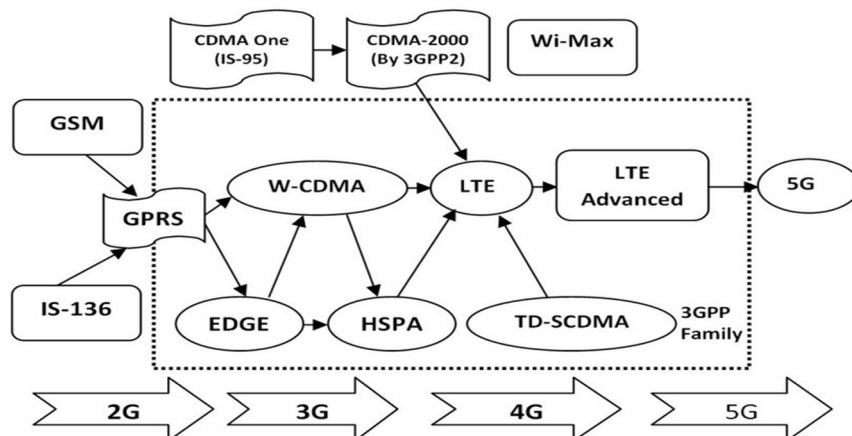 CDMA One
(IS-95)
CDMA-2000
(By 3GPP2)
Wi-Max
GSM
W-CDMA
LTE
LTE
Advanced
5G
GPRS
IS-136
EDGE
HSPA
TD-SCDMA
3GPP
Family
2G
3G
4G
5G